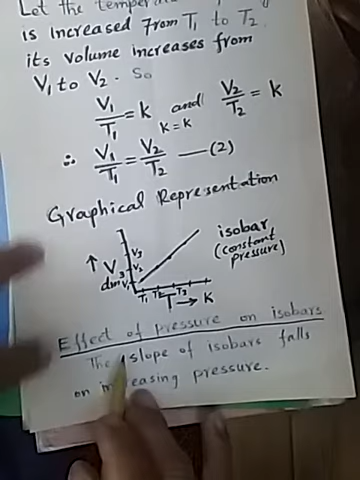 Let the temper
is increased from T₁ to T₂
its volume increases from
V₁ to V₂. So
V₁/T₁ = k and V₂/T₂ = k
k = k
∴ V₁/T₁ = V₂/T₂ —(2)
Graphical Representation
isobar
(constant
pressure)
↑ V
dm³
V₃
V₂
V₁
T₁ T₂ T₃
T → K
Effect of pressure on isobars
The slope of isobars falls
on increasing pressure.